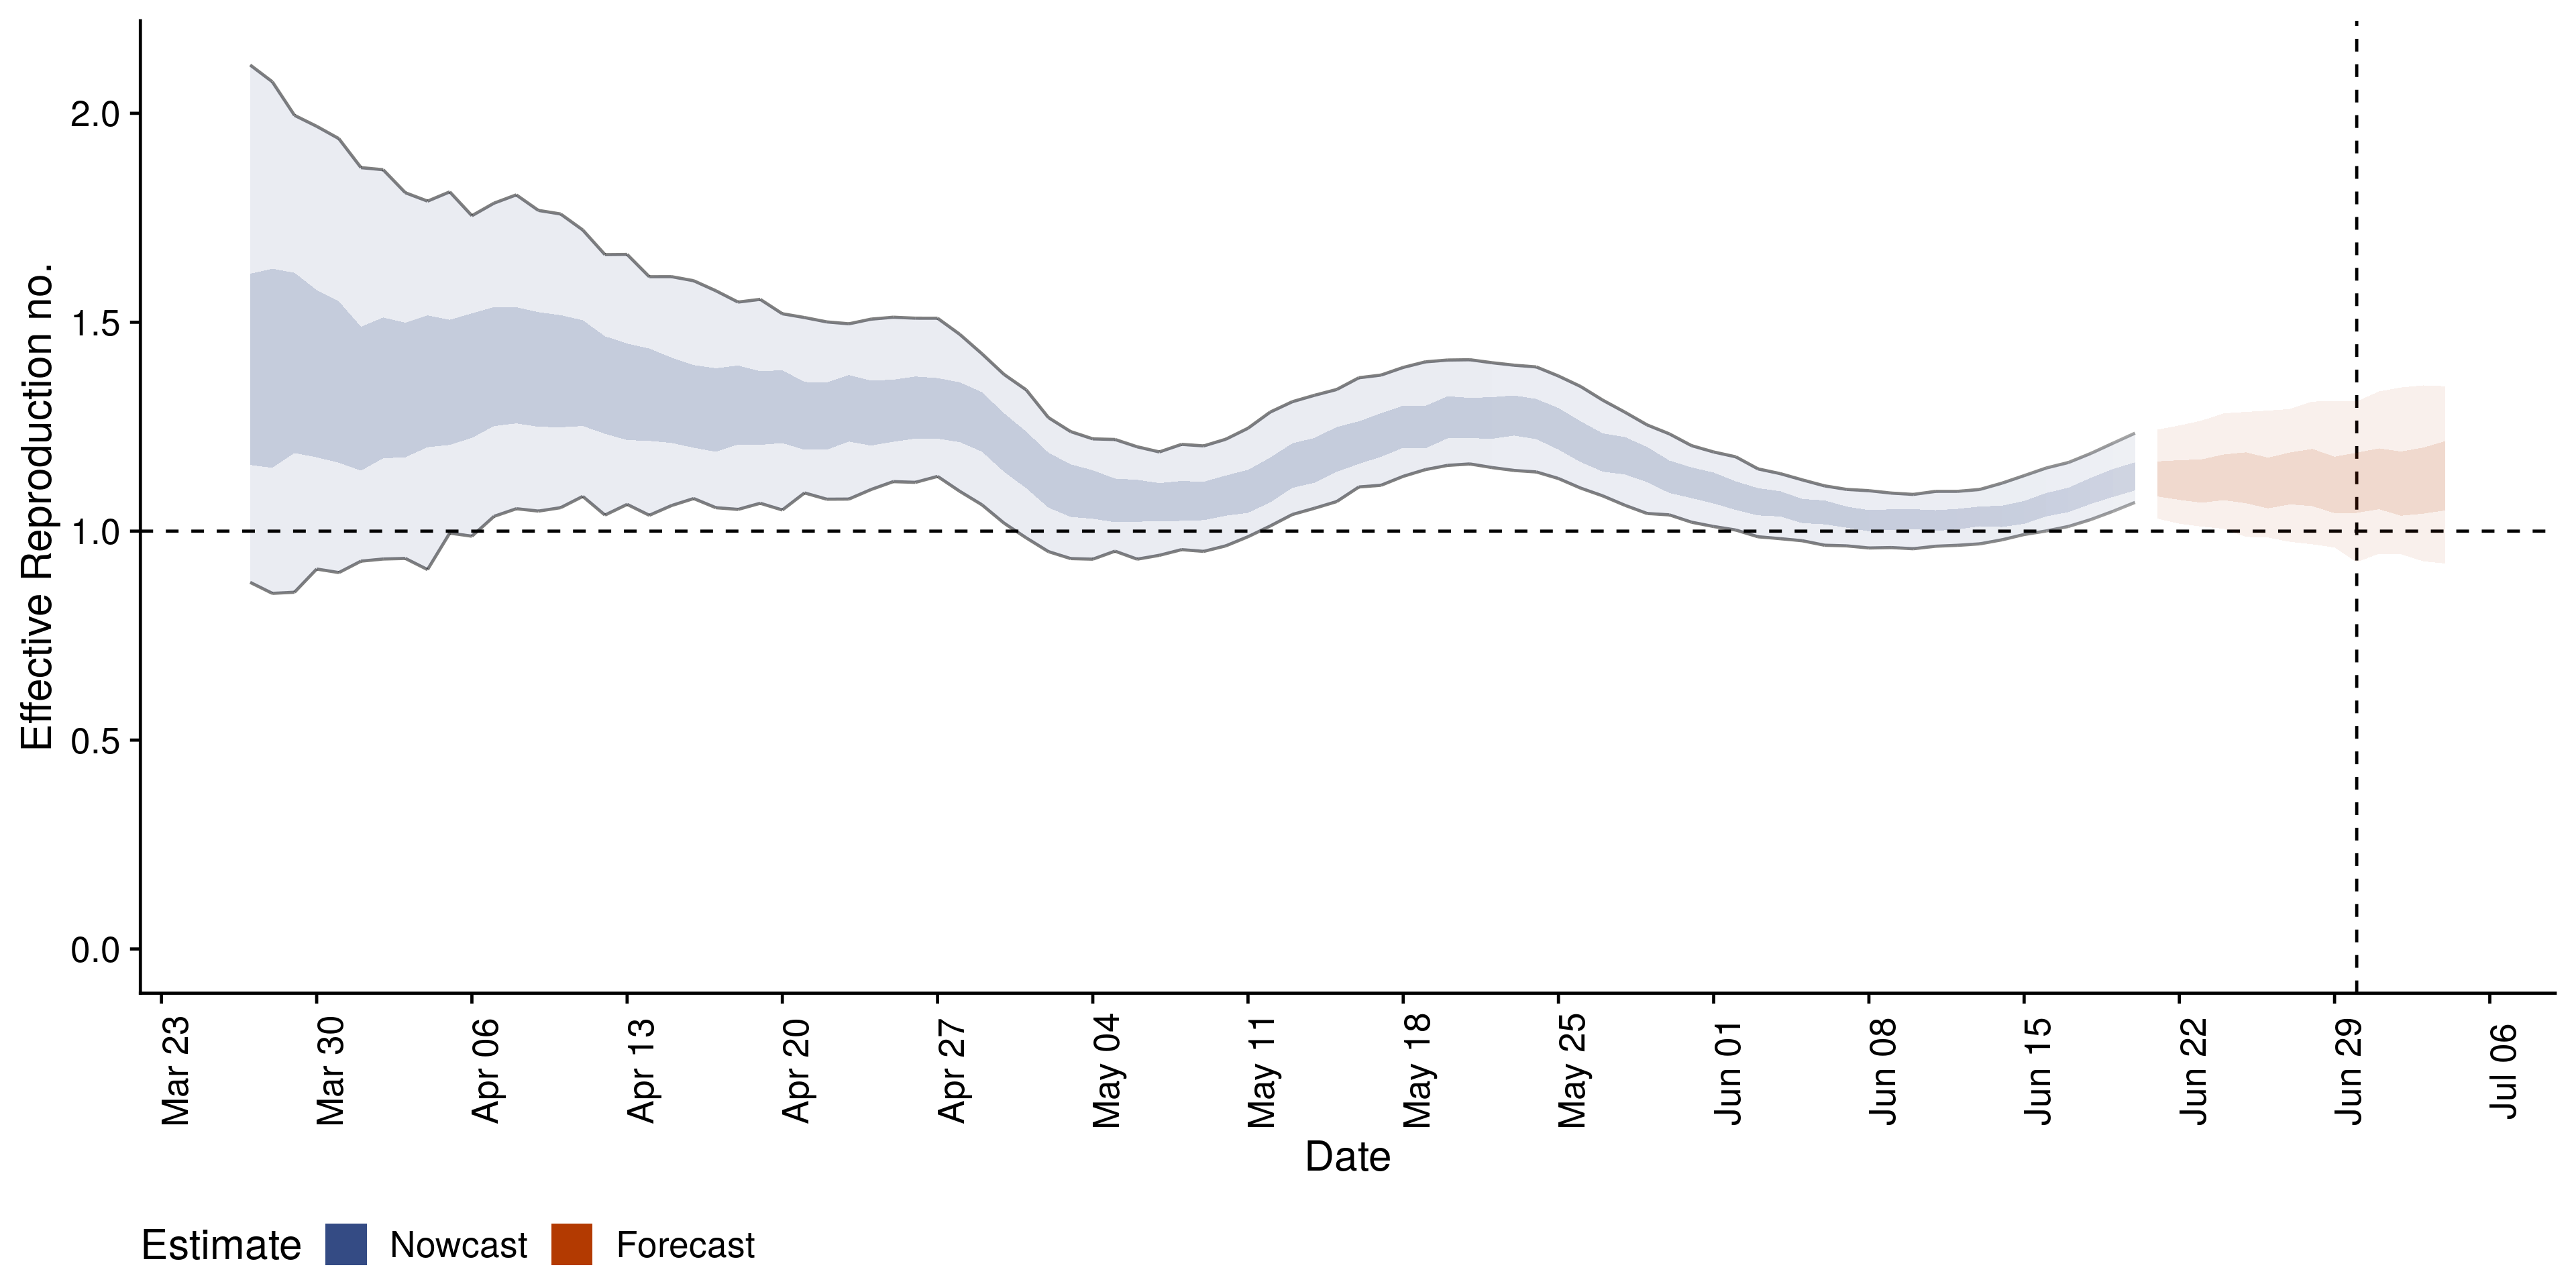 Effective Reproduction no.
2.0
1.5
1.0
0.5
0.0
Mar 23
Mar 30
Apr 06
Apr 13
Apr 20
Apr 27
May 04
May 11
May 18
May 25
Jun 01
Jun 08
Jun 15
Jun 22
Jun 29
Jul 06
Date
Estimate Nowcast Forecast